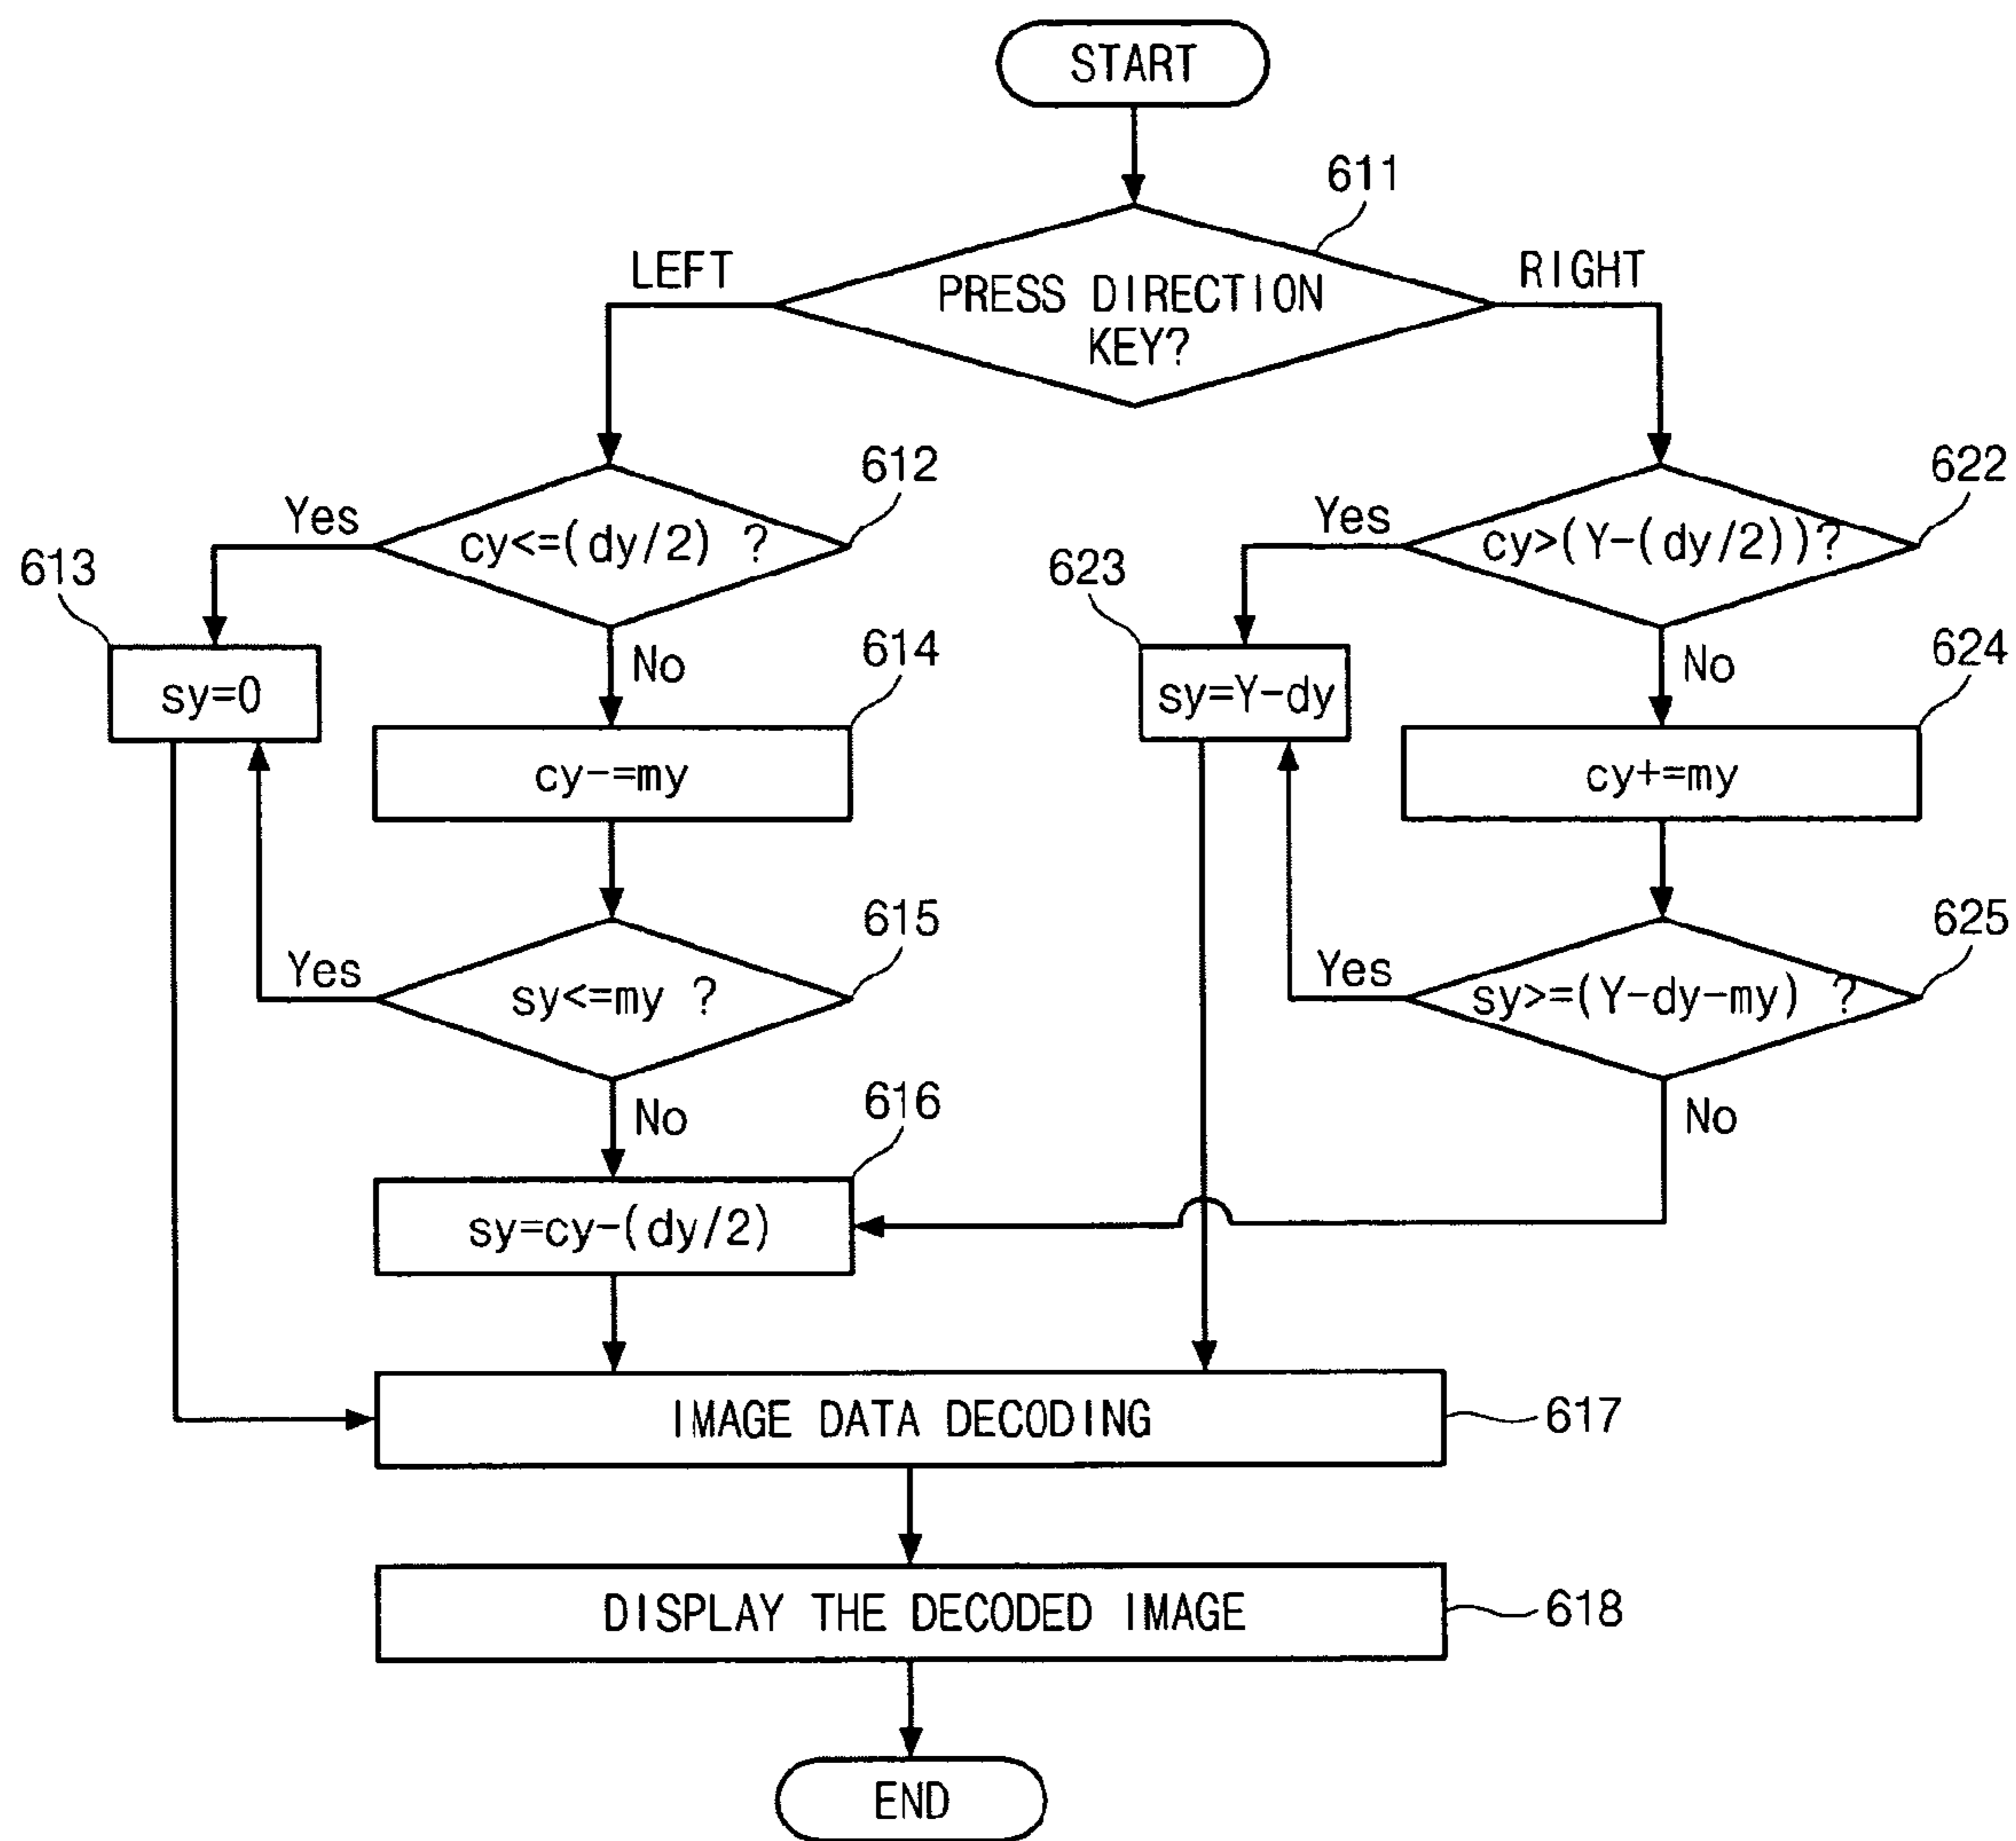 START
611
LEFT
RIGHT
PRESS DIRECTION
KEY?
612
622
Yes
cy<=(dy/2) ?
Yes
cy>(Y-(dy/2))?
613
623
No
614
No
624
sy=0
sy=Y-dy
cy-=my
cy+=my
615
625
Yes
sy<=my ?
Yes
sy>=(Y-dy-my) ?
No
616
No
sy=cy-(dy/2)
IMAGE DATA DECODING
617
DISPLAY THE DECODED IMAGE
618
END